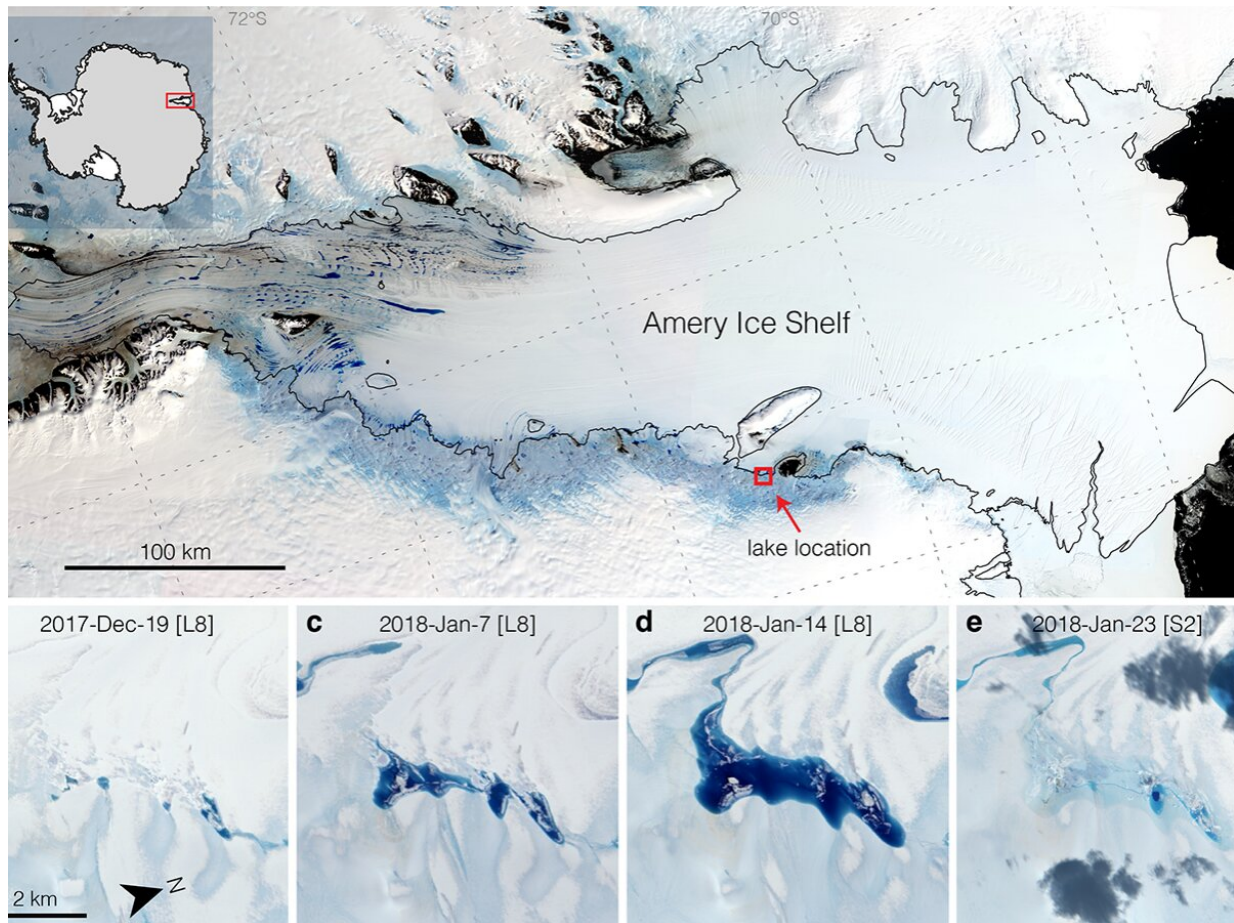 72°S
70°S
Amery Ice Shelf
lake location
100 km
2017-Dec-19 [L8]
c 2018-Jan-7 [L8]
d 2018-Jan-14 [L8]
e 2018-Jan-23 [S2]
2 km
N